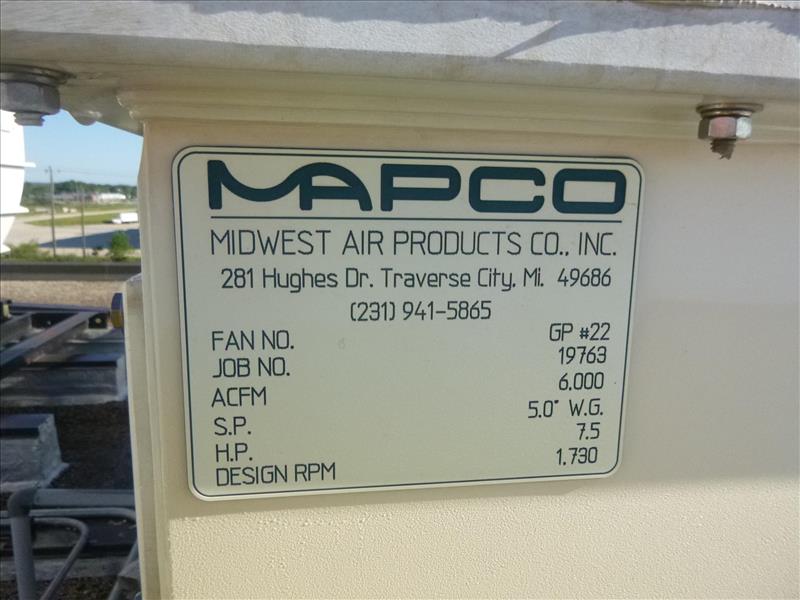 MAPCO
MIDWEST AIR PRODUCTS CO., INC.
281 Hughes Dr. Traverse City, Mi. 49686
(231) 941-5865
FAN NO. GP #22
JOB NO. 19763
ACFM 6,000
S.P. 5.0" W.G.
H.P. 7.5
DESIGN RPM 1,730